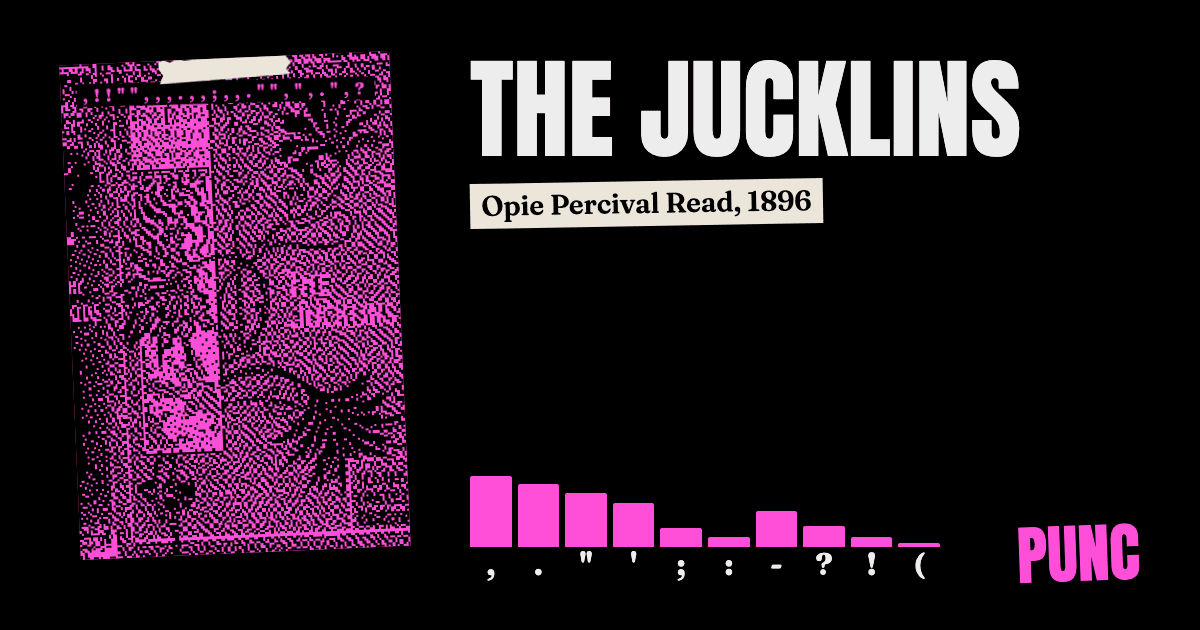 ,!!"",,,,,,;,,."",",.",?
THE JUCKLINS
Opie Percival Read, 1896
, . " ' ; : - ? ! (
PUNC